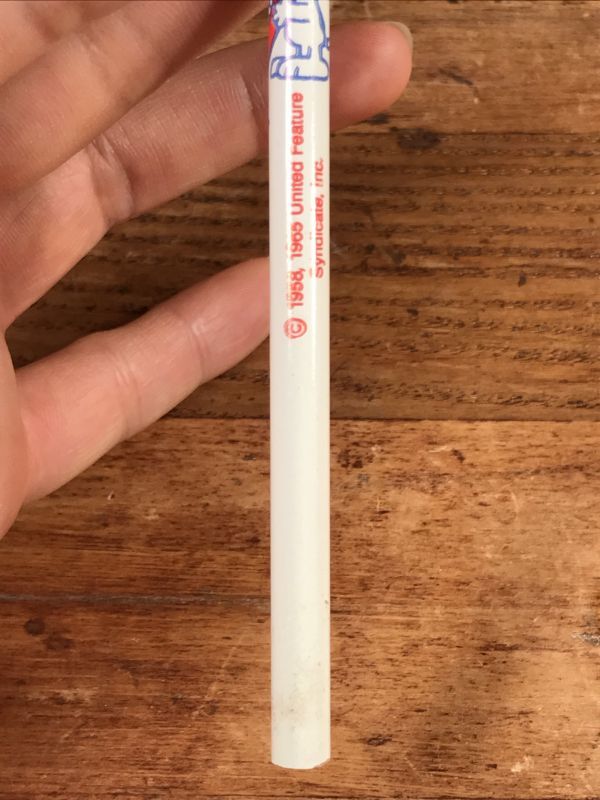 © 1958, 1965 United Feature
Syndicate, Inc.